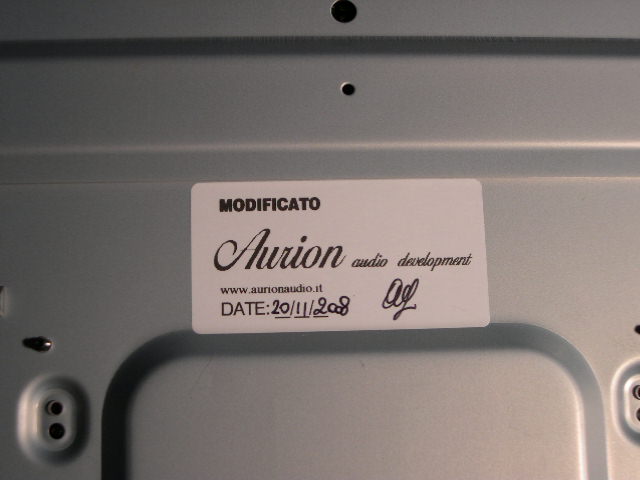 MODIFICATO
Aurion audio development
www.aurionaudio.it
DATE: 20/11/2008